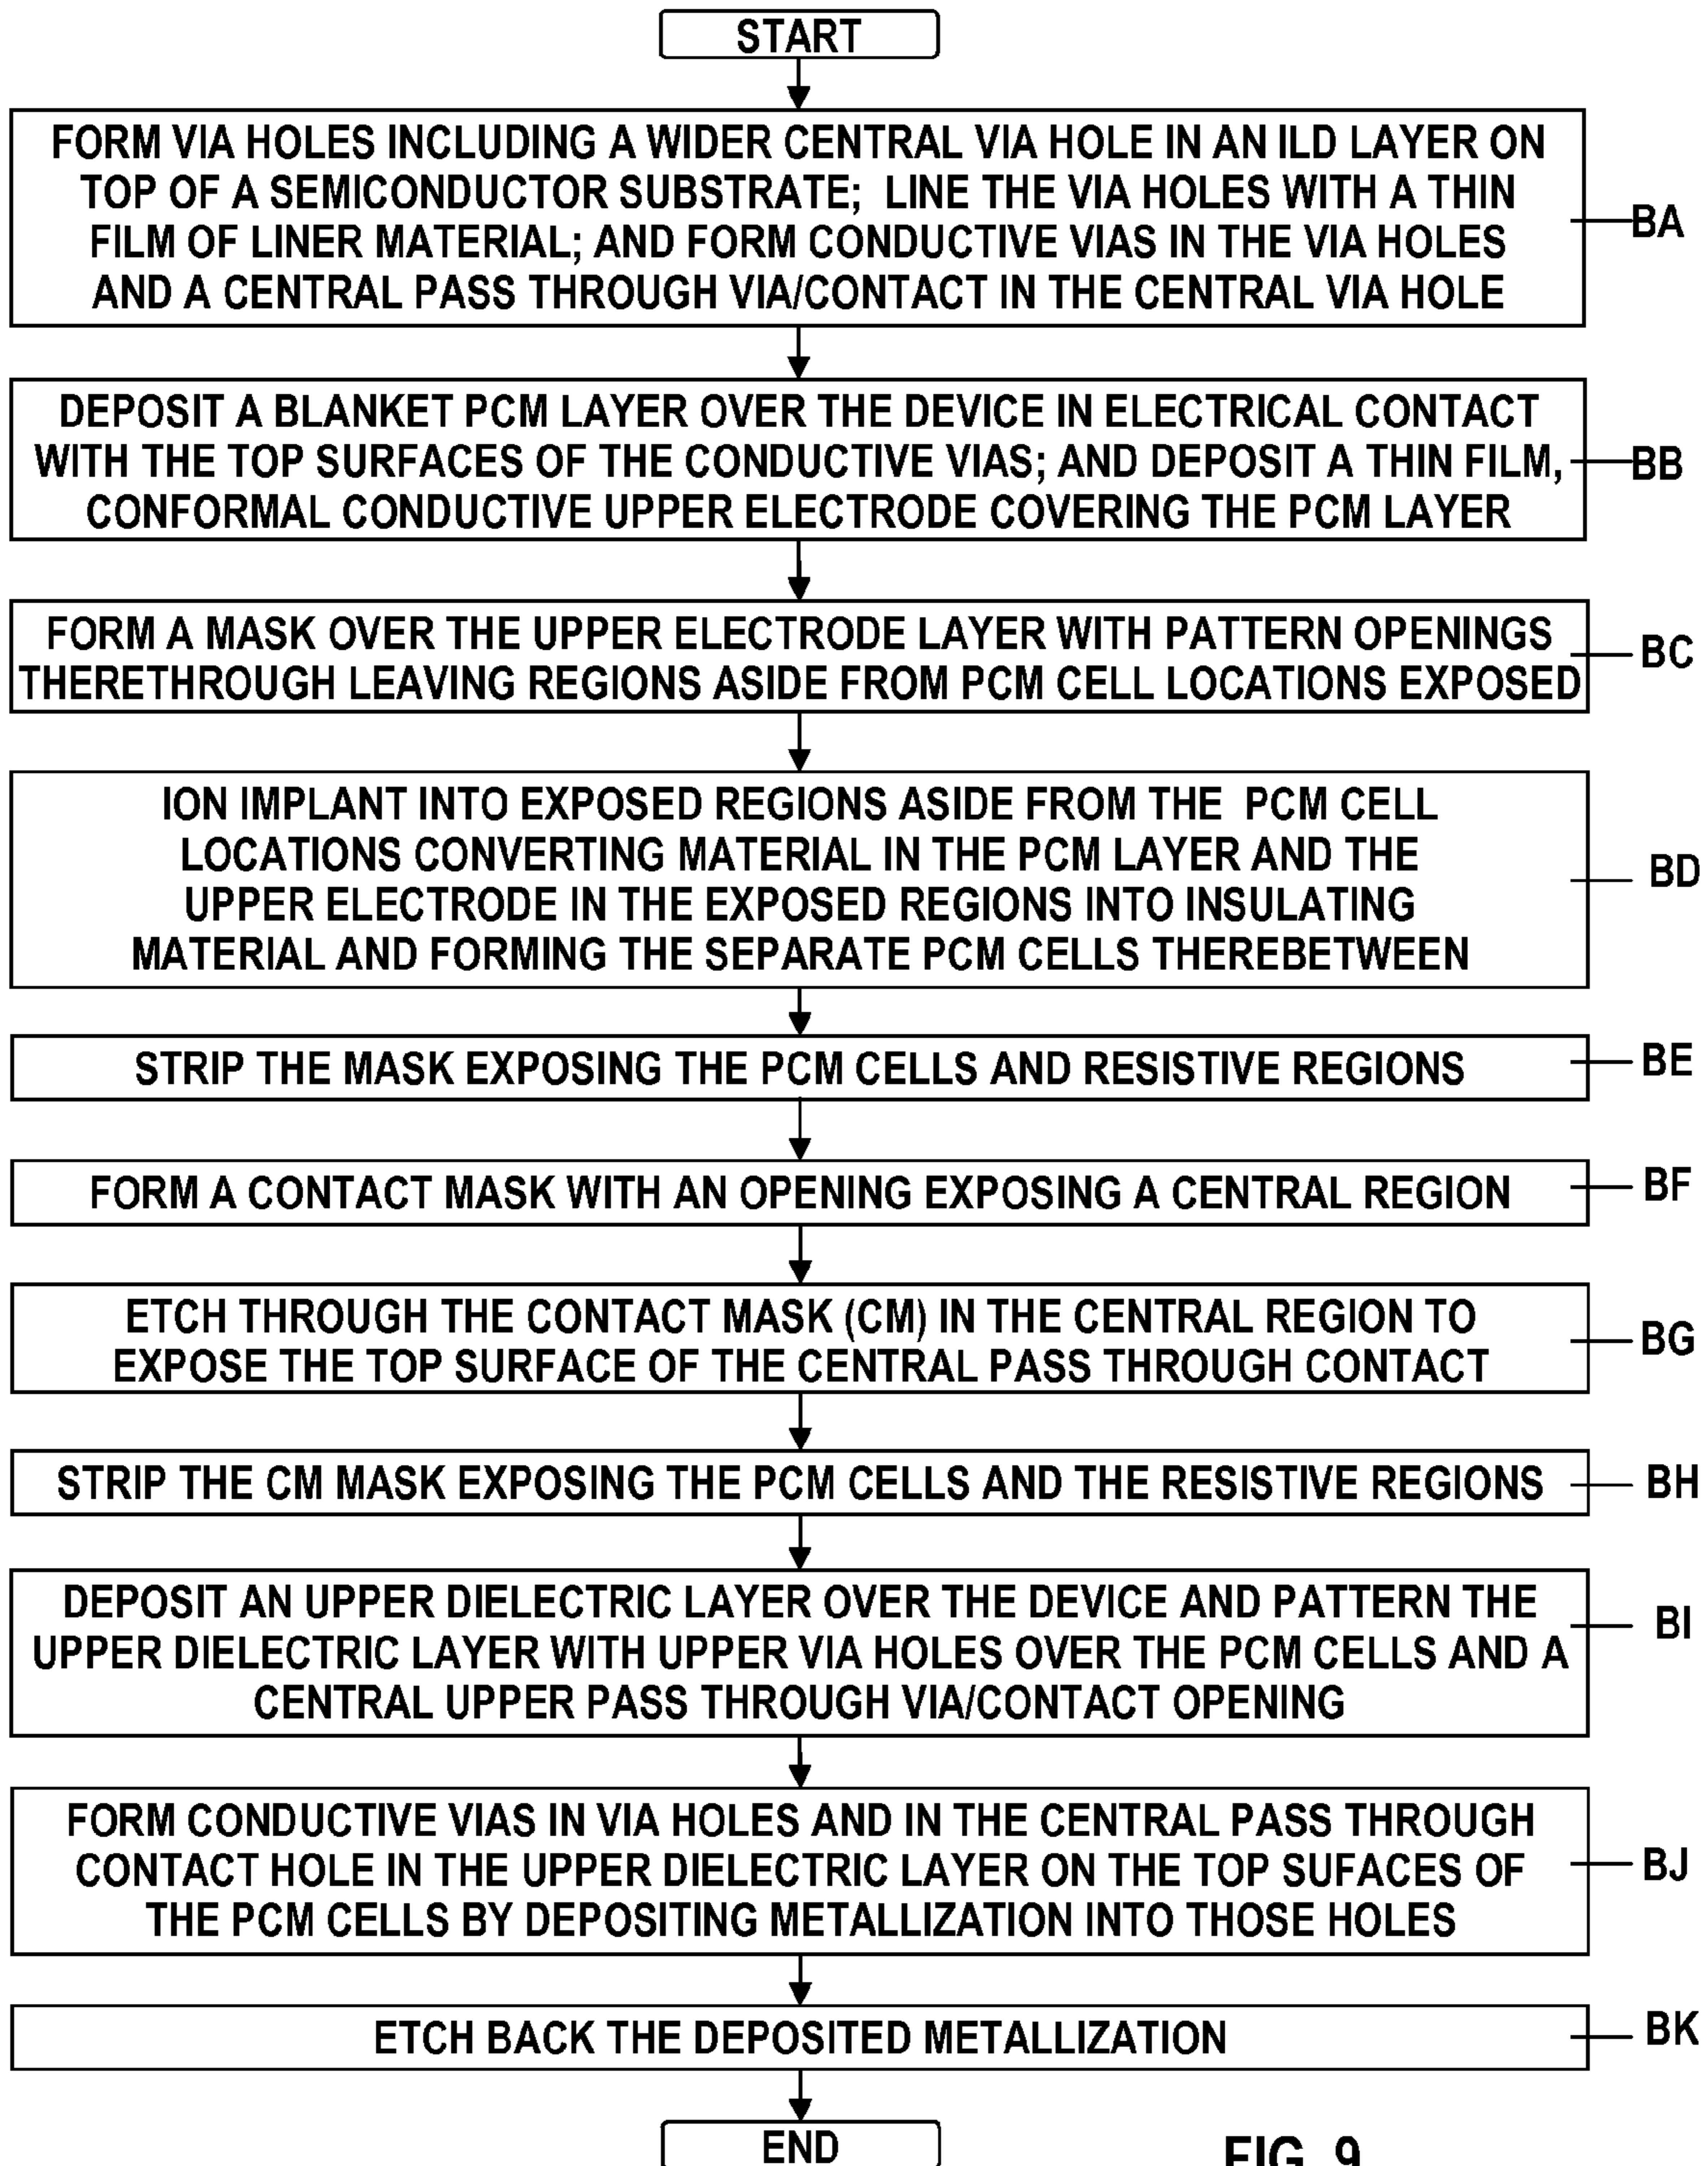 START
FORM VIA HOLES INCLUDING A WIDER CENTRAL VIA HOLE IN AN ILD LAYER ON
TOP OF A SEMICONDUCTOR SUBSTRATE; LINE THE VIA HOLES WITH A THIN
FILM OF LINER MATERIAL; AND FORM CONDUCTIVE VIAS IN THE VIA HOLES
AND A CENTRAL PASS THROUGH VIA/CONTACT IN THE CENTRAL VIA HOLE
BA
DEPOSIT A BLANKET PCM LAYER OVER THE DEVICE IN ELECTRICAL CONTACT
WITH THE TOP SURFACES OF THE CONDUCTIVE VIAS; AND DEPOSIT A THIN FILM,
CONFORMAL CONDUCTIVE UPPER ELECTRODE COVERING THE PCM LAYER
BB
FORM A MASK OVER THE UPPER ELECTRODE LAYER WITH PATTERN OPENINGS
THERETHROUGH LEAVING REGIONS ASIDE FROM PCM CELL LOCATIONS EXPOSED
BC
ION IMPLANT INTO EXPOSED REGIONS ASIDE FROM THE PCM CELL
LOCATIONS CONVERTING MATERIAL IN THE PCM LAYER AND THE
UPPER ELECTRODE IN THE EXPOSED REGIONS INTO INSULATING
MATERIAL AND FORMING THE SEPARATE PCM CELLS THEREBETWEEN
BD
STRIP THE MASK EXPOSING THE PCM CELLS AND RESISTIVE REGIONS
BE
FORM A CONTACT MASK WITH AN OPENING EXPOSING A CENTRAL REGION
BF
ETCH THROUGH THE CONTACT MASK (CM) IN THE CENTRAL REGION TO
EXPOSE THE TOP SURFACE OF THE CENTRAL PASS THROUGH CONTACT
BG
STRIP THE CM MASK EXPOSING THE PCM CELLS AND THE RESISTIVE REGIONS
BH
DEPOSIT AN UPPER DIELECTRIC LAYER OVER THE DEVICE AND PATTERN THE
UPPER DIELECTRIC LAYER WITH UPPER VIA HOLES OVER THE PCM CELLS AND A
CENTRAL UPPER PASS THROUGH VIA/CONTACT OPENING
BI
FORM CONDUCTIVE VIAS IN VIA HOLES AND IN THE CENTRAL PASS THROUGH
CONTACT HOLE IN THE UPPER DIELECTRIC LAYER ON THE TOP SUFACES OF
THE PCM CELLS BY DEPOSITING METALLIZATION INTO THOSE HOLES
BJ
ETCH BACK THE DEPOSITED METALLIZATION
BK
END
FIG. 9